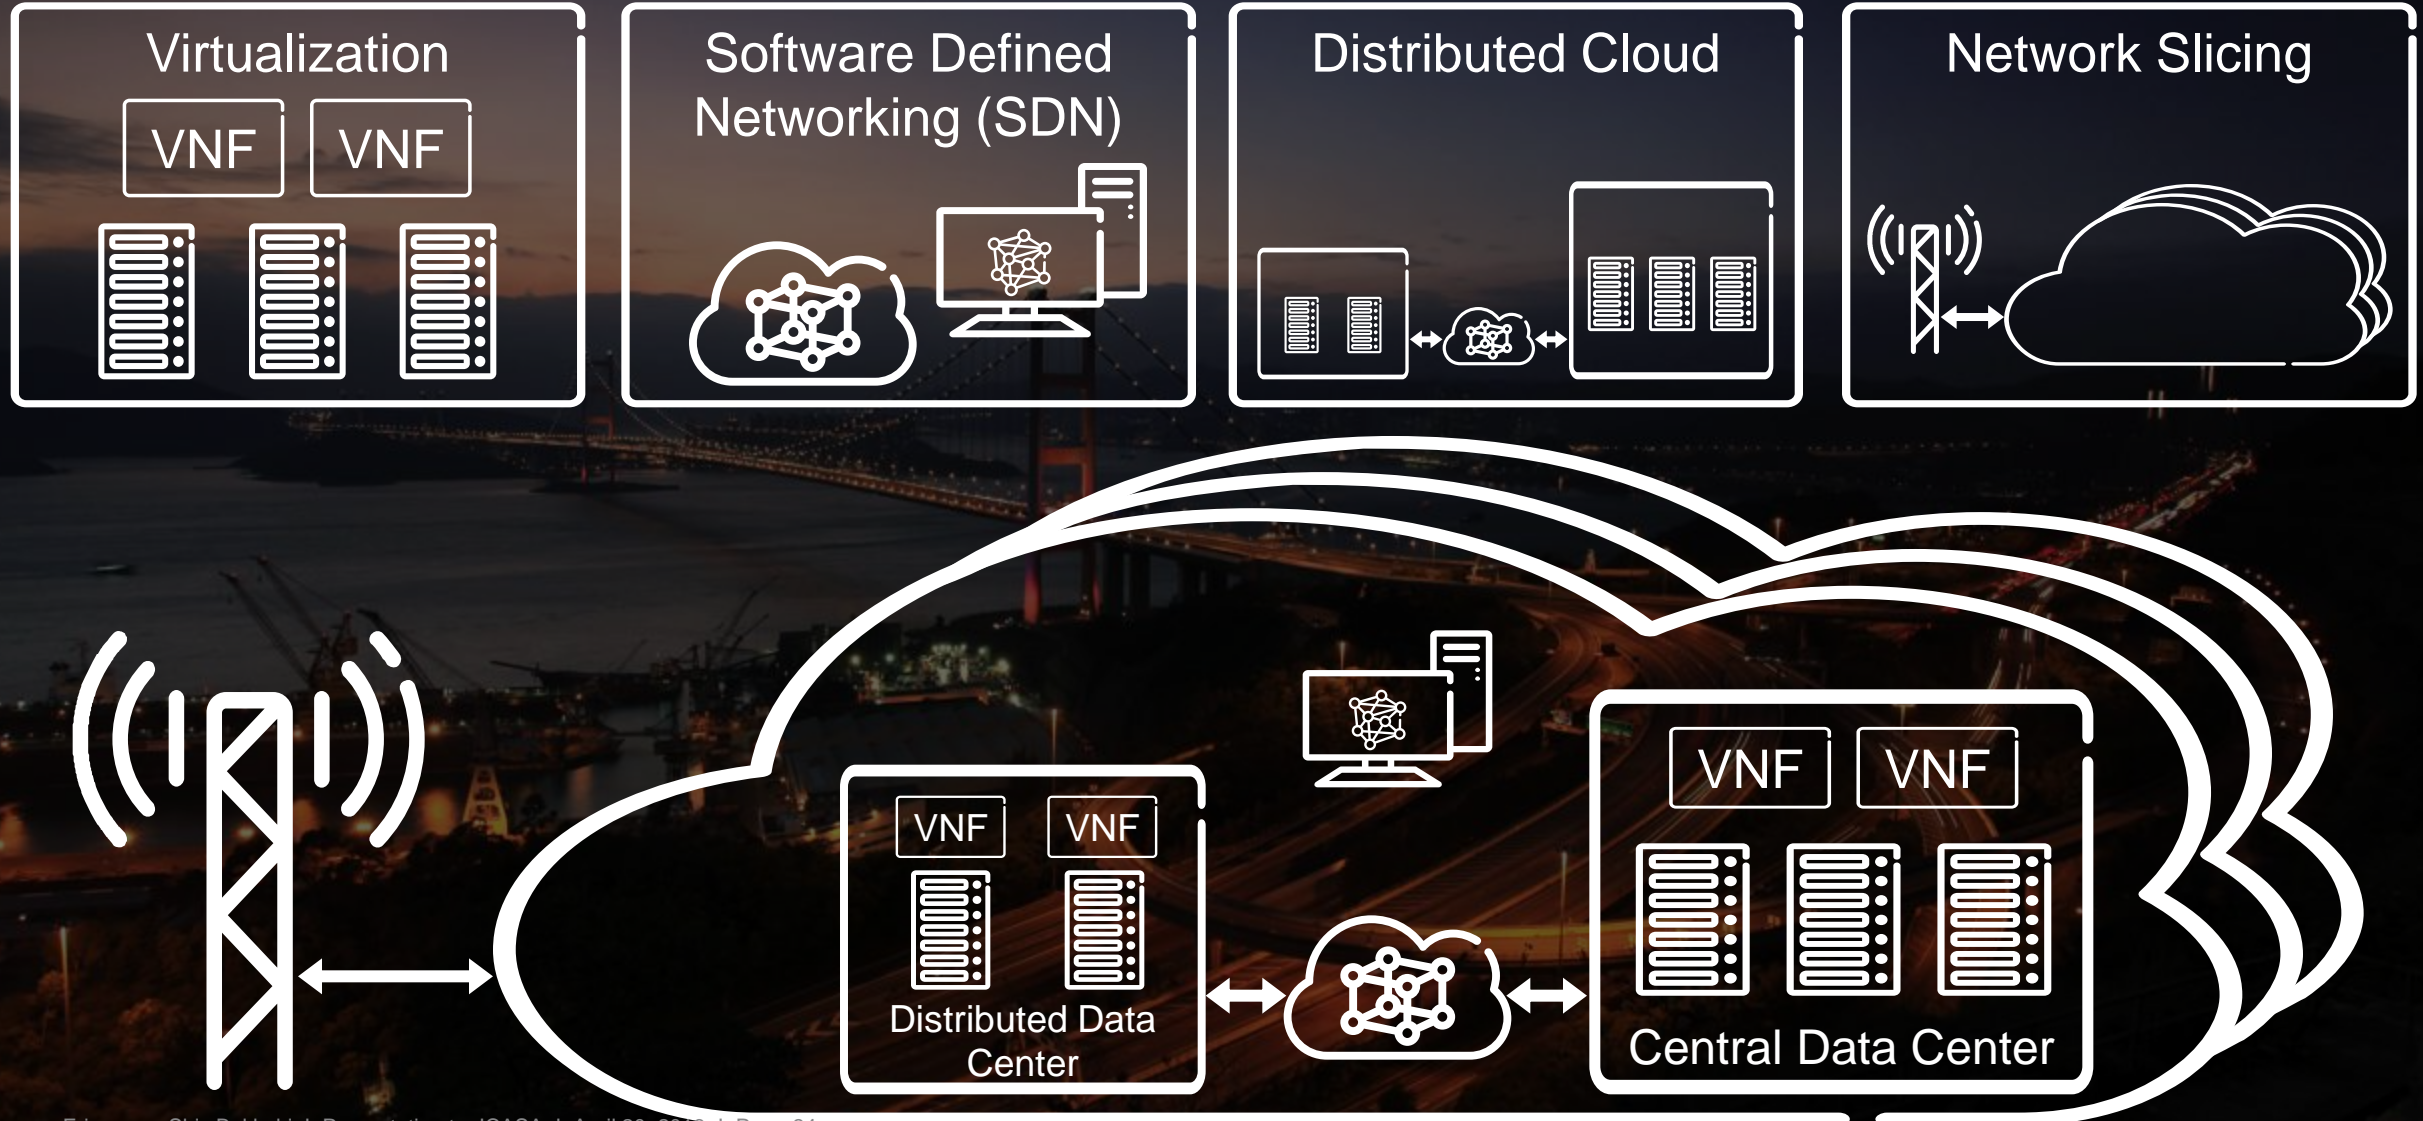 Virtualization
VNF VNF
Software Defined
Networking (SDN)
Distributed Cloud
Network Slicing
VNF VNF
Distributed Data
Center
VNF VNF
Central Data Center